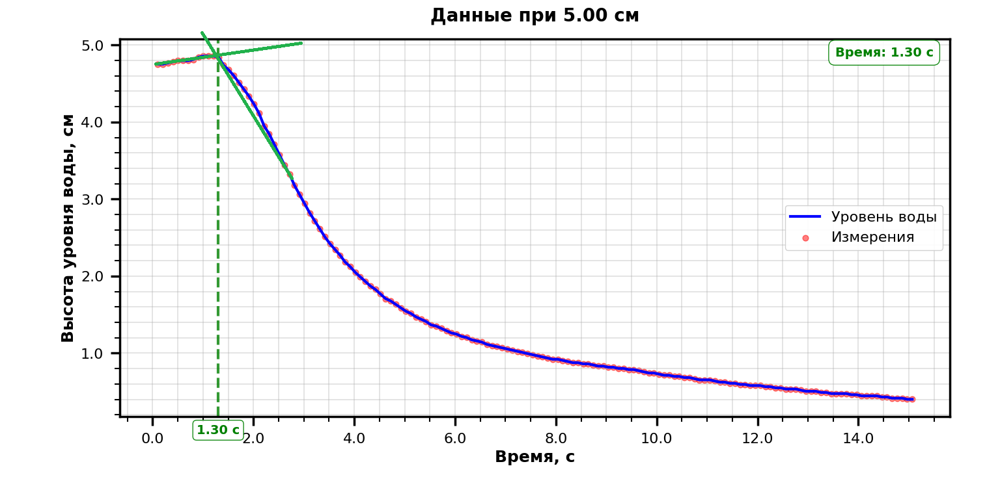 Данные при 5.00 см
Время: 1.30 с
Высота уровня воды, см
5.0
4.0
3.0
2.0
1.0
Уровень воды
Измерения
1.30 с
0.0 2.0 4.0 6.0 8.0 10.0 12.0 14.0
Время, с